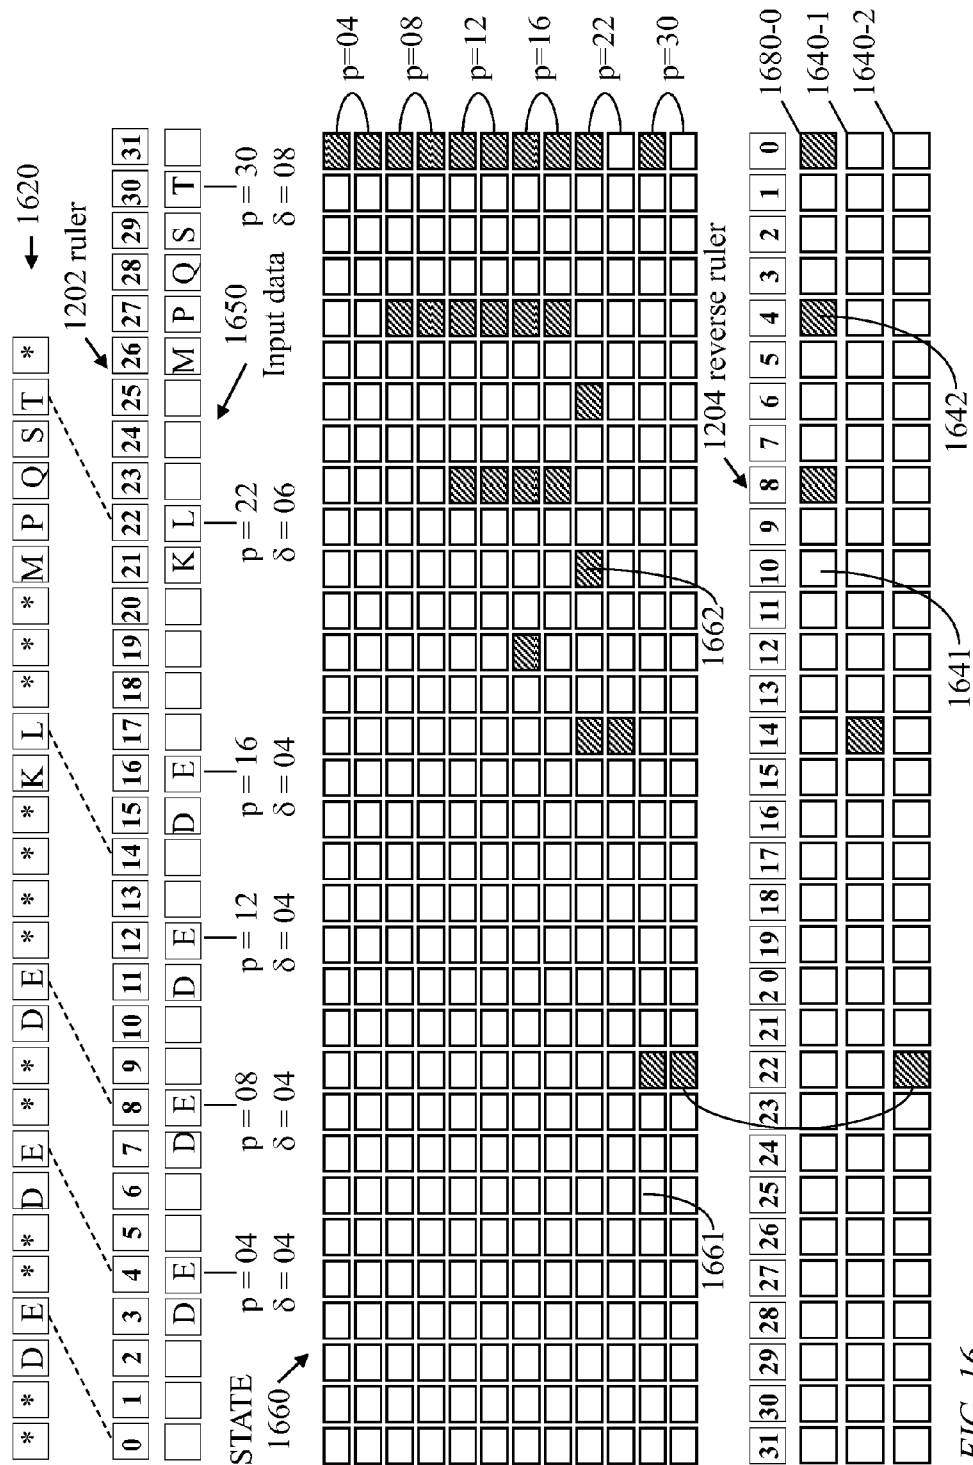 * * D E * * D E * * D E * * * * K L * * * M P Q S T * ← 1620
1202 ruler
0 1 2 3 4 5 6 7 8 9 10 11 12 13 14 15 16 17 18 19 20 21 22 23 24 25 26 27 28 29 30 31
D E D E D E D E K L M P Q S T
1650
Input data
p = 04 p = 08 p = 12 p = 16 p = 22 p = 30
δ = 04 δ = 04 δ = 04 δ = 04 δ = 06 δ = 08
STATE
1660
p=04
p=08
p=12
p=16
p=22
p=30
1661
1662
1204 reverse ruler
31 30 29 28 27 26 25 24 23 22 21 20 19 18 17 16 15 14 13 12 11 10 9 8 7 6 5 4 3 2 1 0
1680-0
1640-1
1640-2
1641
1642
FIG. 16